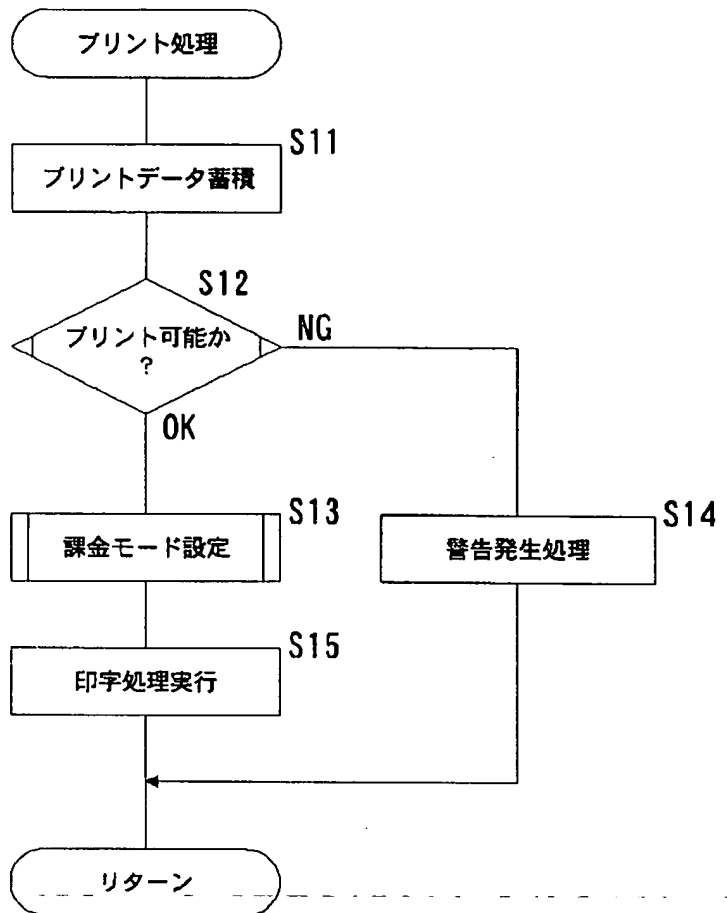 プリント処理
S11
プリントデータ蓄積
S12
プリント可能か
?
NG
OK
S13
課金モード設定
S14
警告発生処理
S15
印字処理実行
リターン